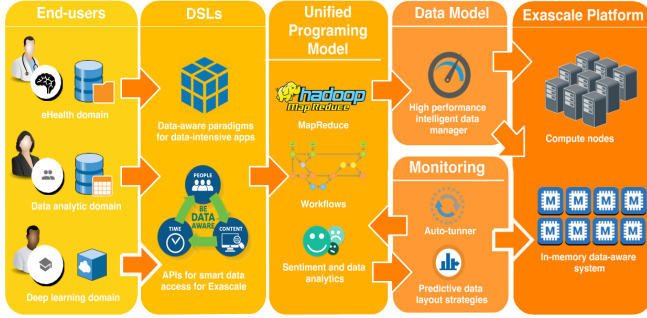 End-users
eHealth domain
Data analytic domain
Deep learning domain
DSLs
Data-aware paradigms
for data-intensive apps
PEOPLE
BE
DATA
AWARE
TIME
CONTENT
APIs for smart data
access for Exascale
Unified
Programing
Model
hadoop
Map Reduce
MapReduce
Workflows
Sentiment and data
analytics
Data Model
High performance
intelligent data
manager
Monitoring
Auto-tunner
Predictive data
layout strategies
Exascale Platform
Compute nodes
M M M M
M M M M
In-memory data-aware
system